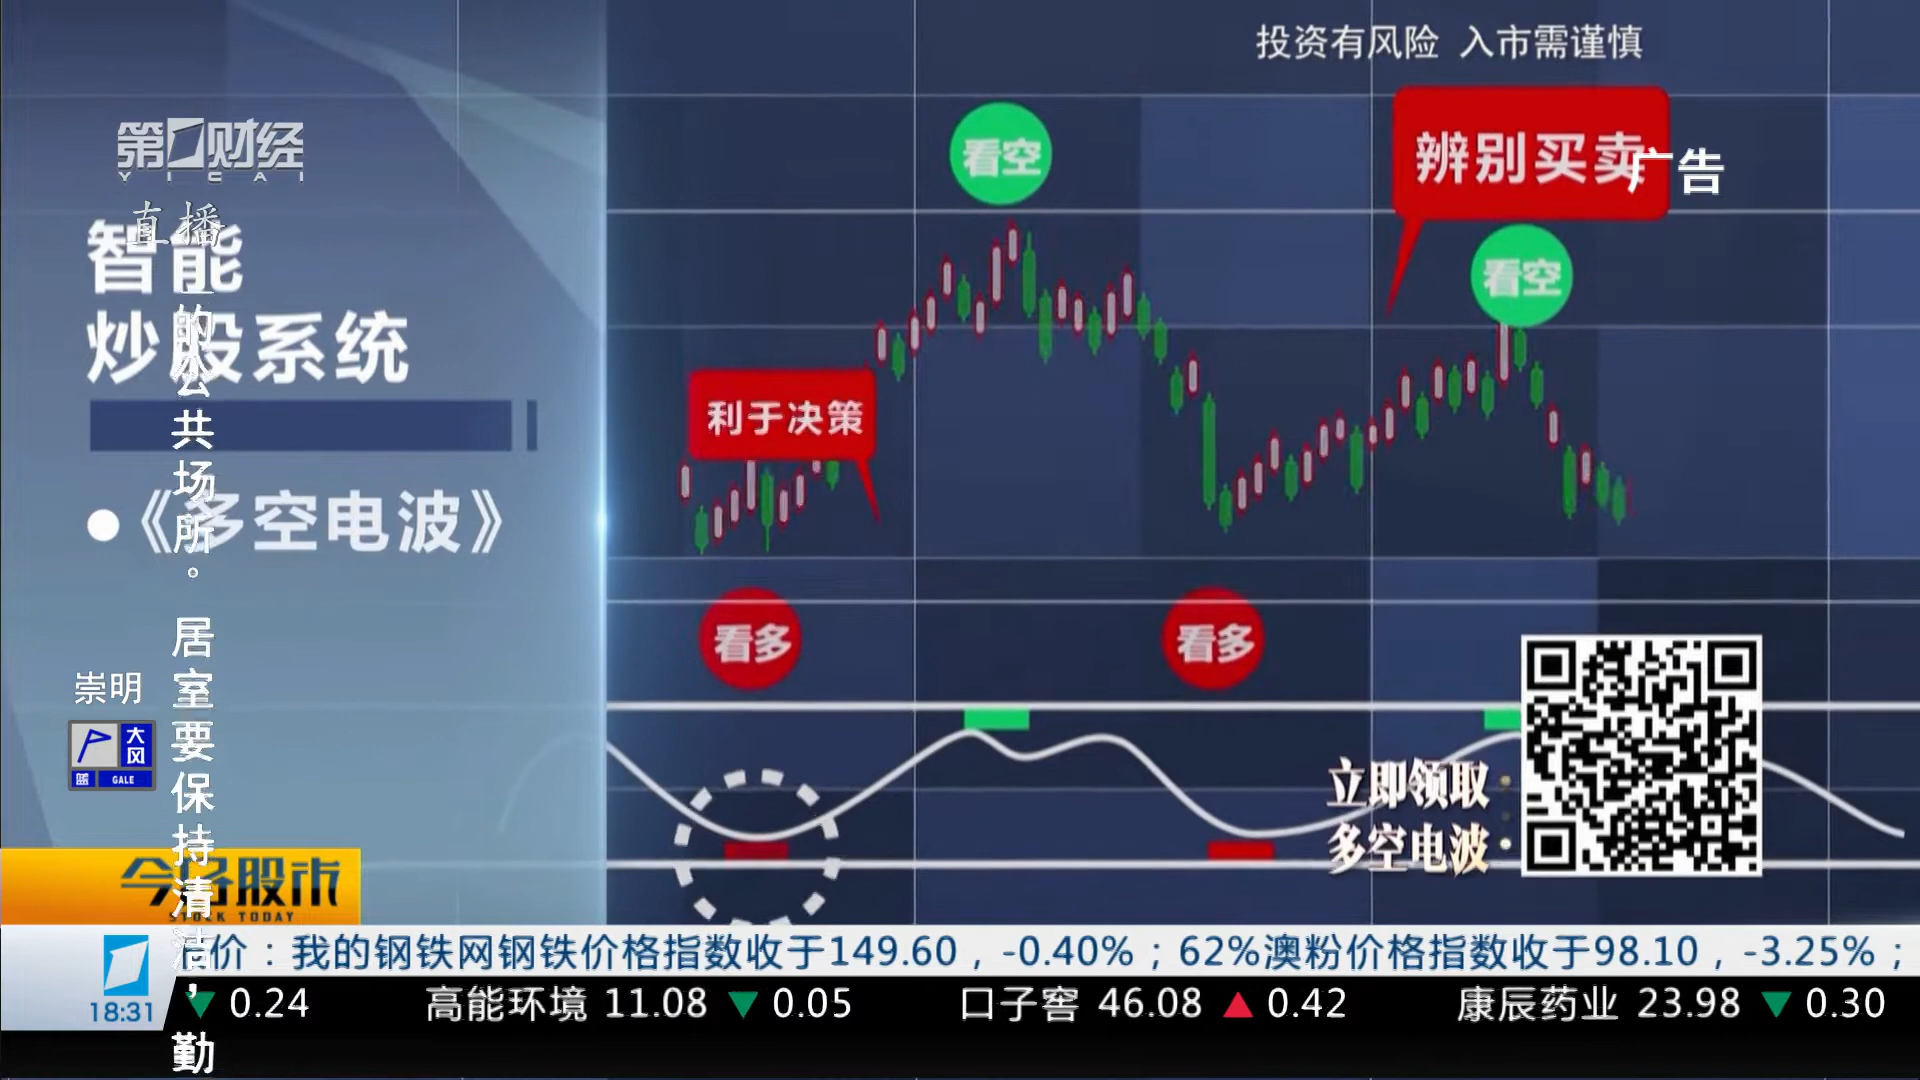 投资有风险 入市需谨慎
第一财经
YICAI
直播
智能
炒股系统
《多空电波》
看空
辨别买卖
广告
看空
利于决策
看多
看多
的公共场所。居室要保持清洁，勤
崇明
大风
蓝 GALE
立即领取
多空电波
今日股市
STOCK TODAY
价：我的钢铁网钢铁价格指数收于149.60，-0.40%；62%澳粉价格指数收于98.10，-3.25%；
18:31
▼ 0.24 高能环境 11.08 ▼ 0.05 口子窖 46.08 ▲ 0.42 康辰药业 23.98 ▼ 0.30